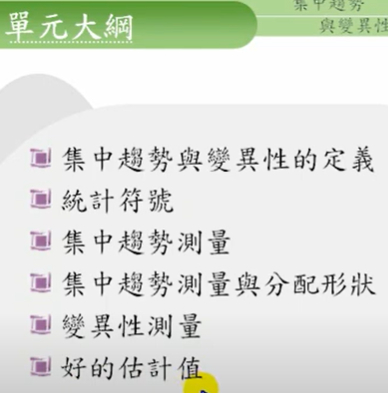 單元大綱
集中趨勢
與變異性
集中趨勢與變異性的定義
統計符號
集中趨勢測量
集中趨勢測量與分配形狀
變異性測量
好的估計值